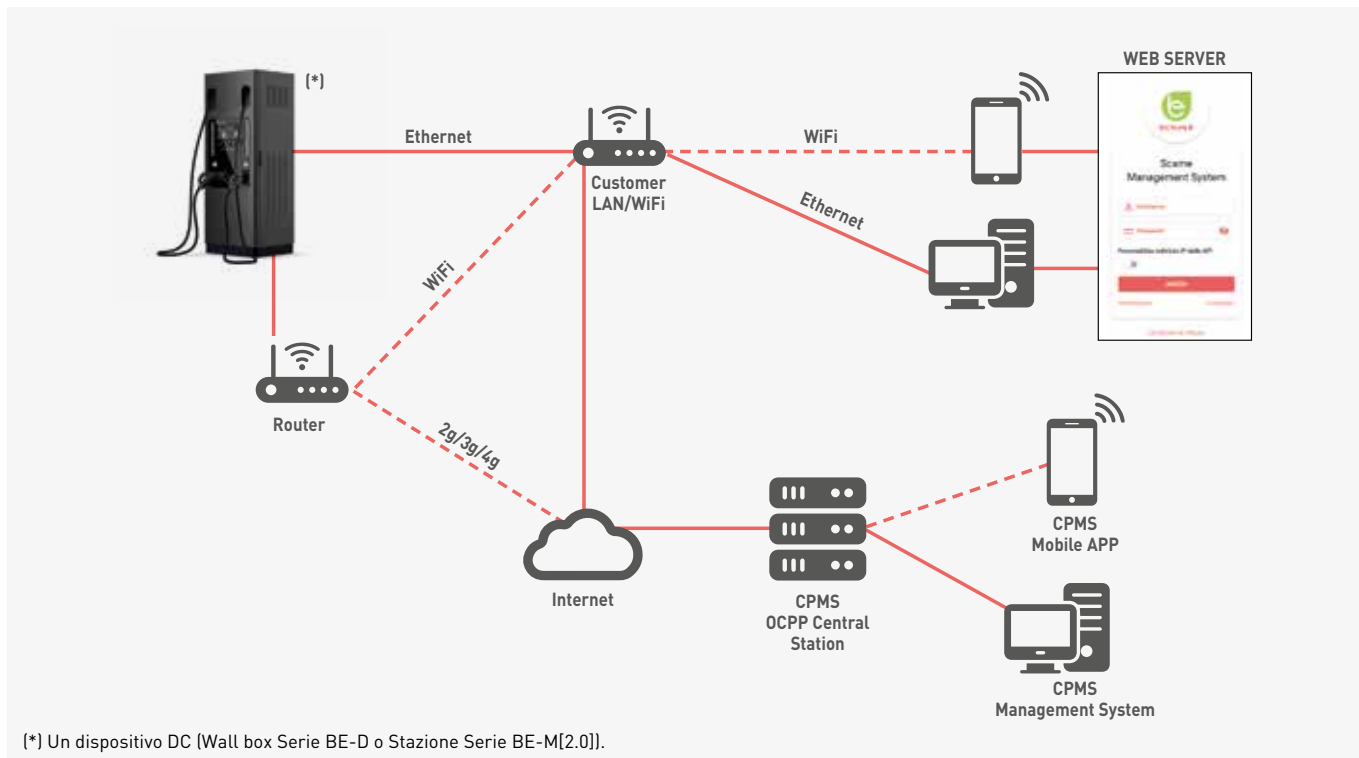 (*)
WEB SERVER
Ethernet
WiFi
Customer
LAN/WiFi
Scame
Management System
Ethernet
WiFi
Router
2g/3g/4g
CPMS
Mobile APP
Internet
CPMS
OCPP Central
Station
CPMS
Management System
(*) Un dispositivo DC (Wall box Serie BE-D o Stazione Serie BE-M[2.0]).